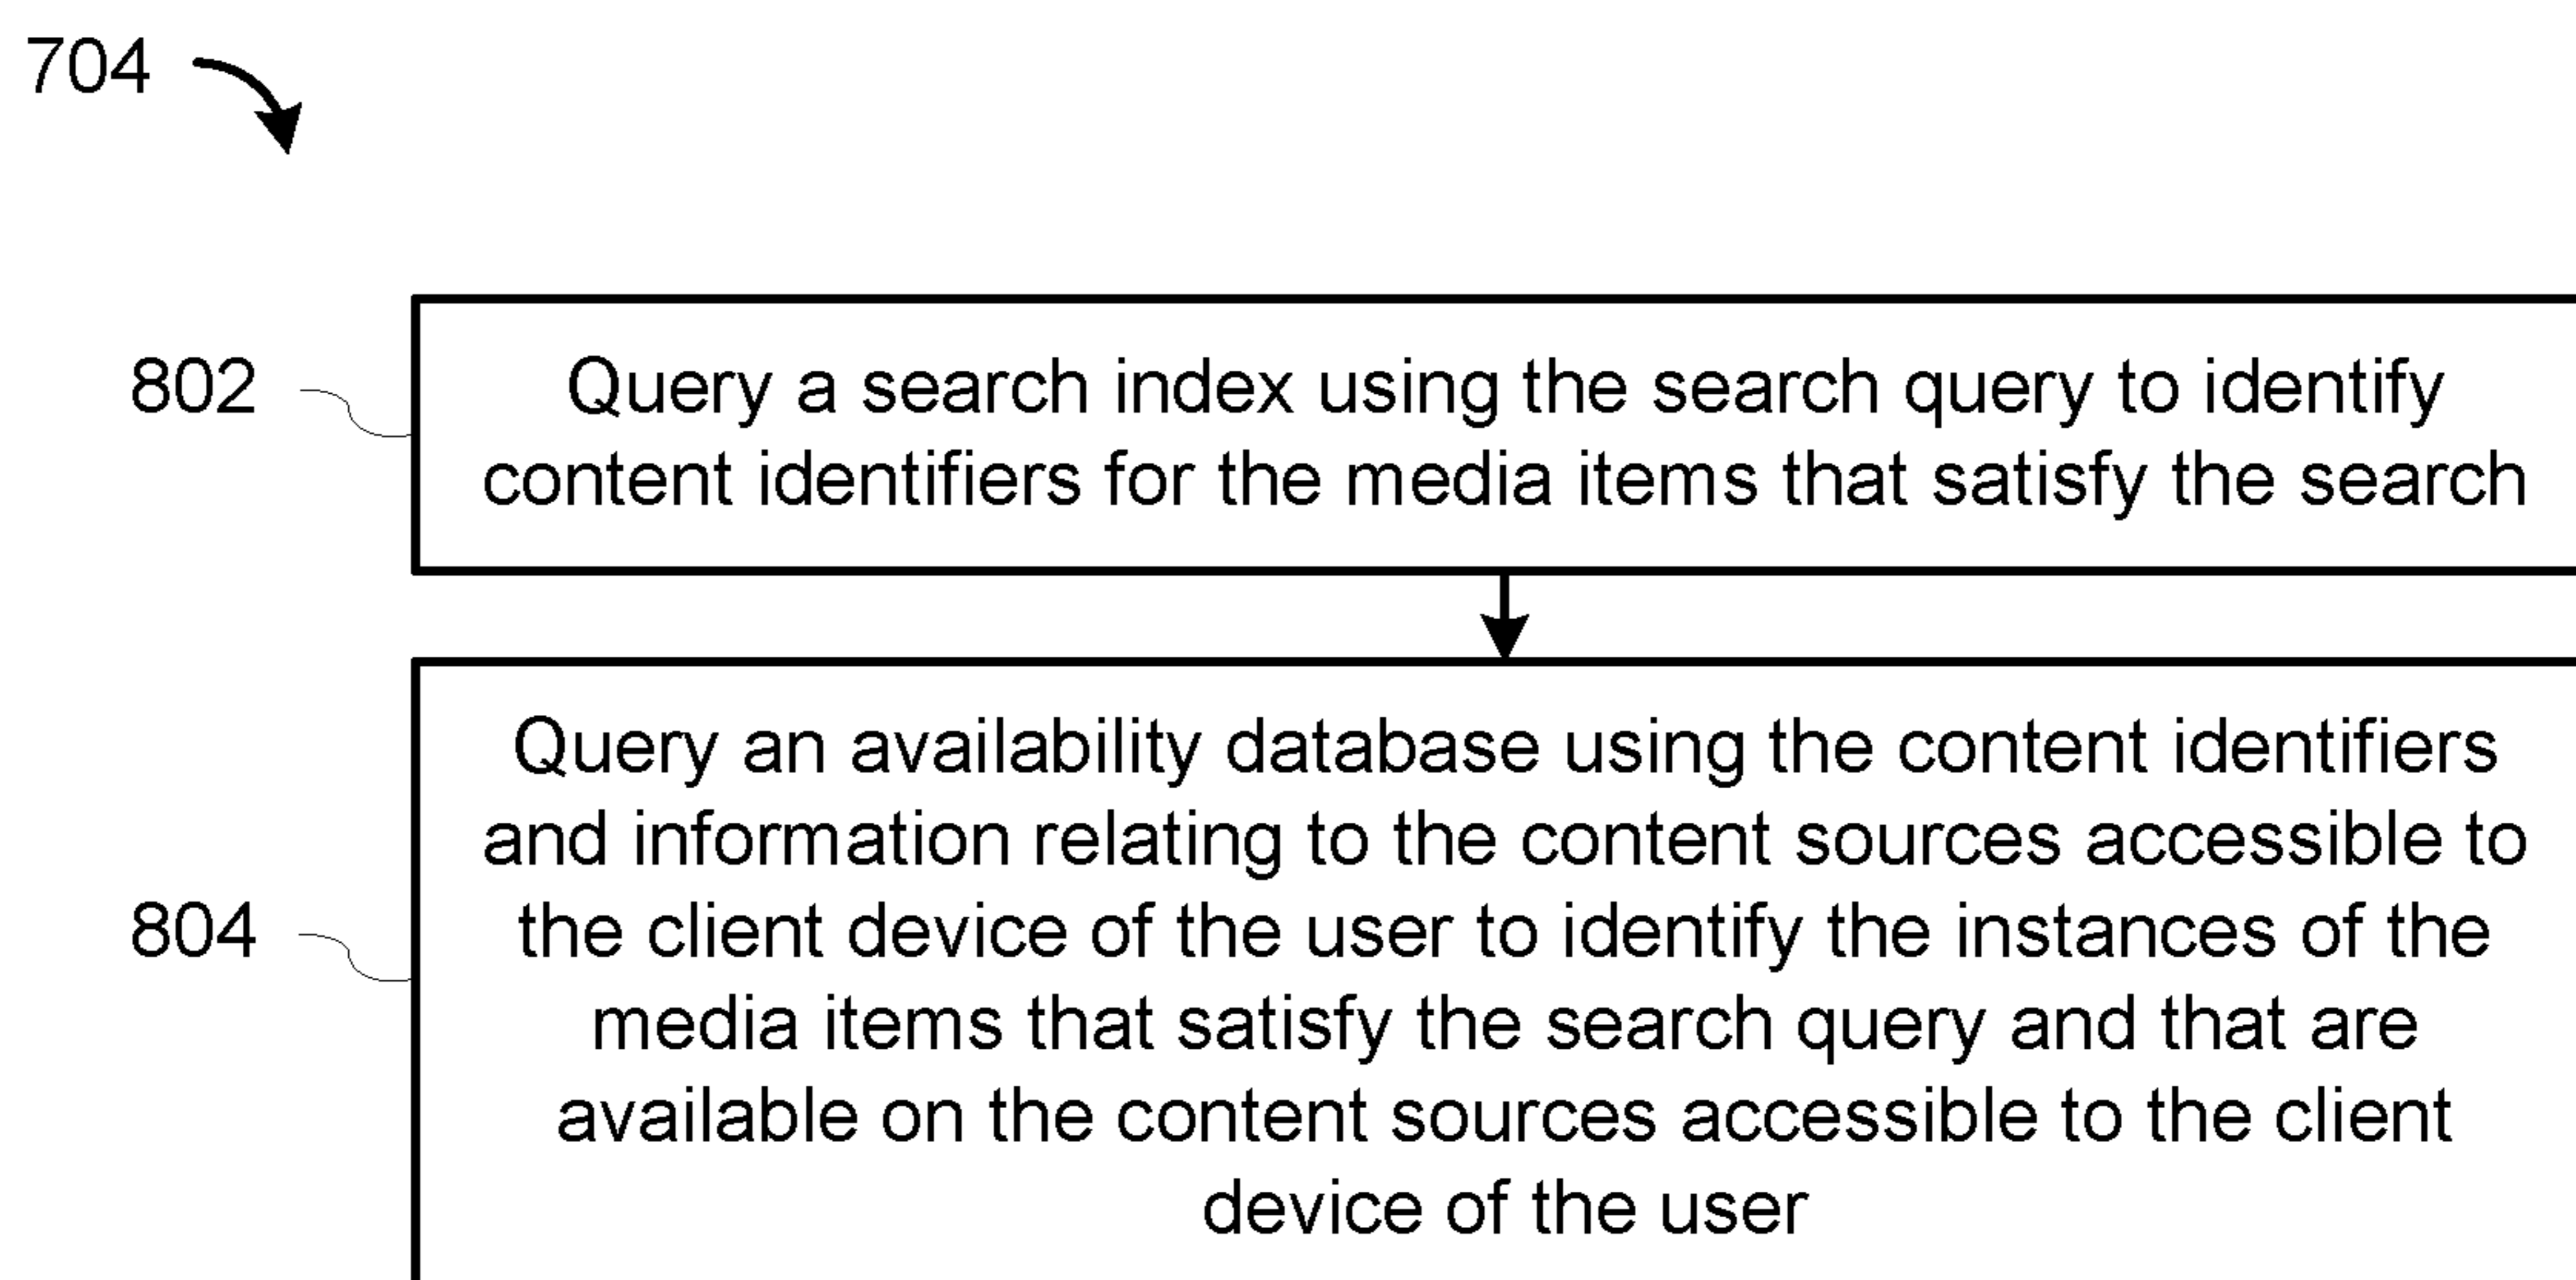 704
802
Query a search index using the search query to identify
content identifiers for the media items that satisfy the search
804
Query an availability database using the content identifiers
and information relating to the content sources accessible to
the client device of the user to identify the instances of the
media items that satisfy the search query and that are
available on the content sources accessible to the client
device of the user